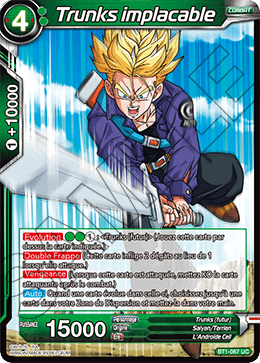 Trunks implacable
COMBAT
4
+10000
Évolution 1 : <Trunks (futur)> (Jouez cette carte par
dessus la carte indiquée.)
Double Frappe (Cette carte inflige 2 dégâts au lieu de 1
lorsqu'elle attaque.)
Vengeance (Lorsque cette carte est attaquée, mettez KO la carte
attaquante après le combat.)
Auto Quand une carte évolue dans celle-ci, choisissez jusqu'à une
carte dans votre Zone de Dispersion et mettez-la dans votre main.
PUISSANCE
15000
Personnage
Trunks (futur)
Origine
Saiyan/Terrien
Ère
L'Androïde Cell
BT1-067 UC